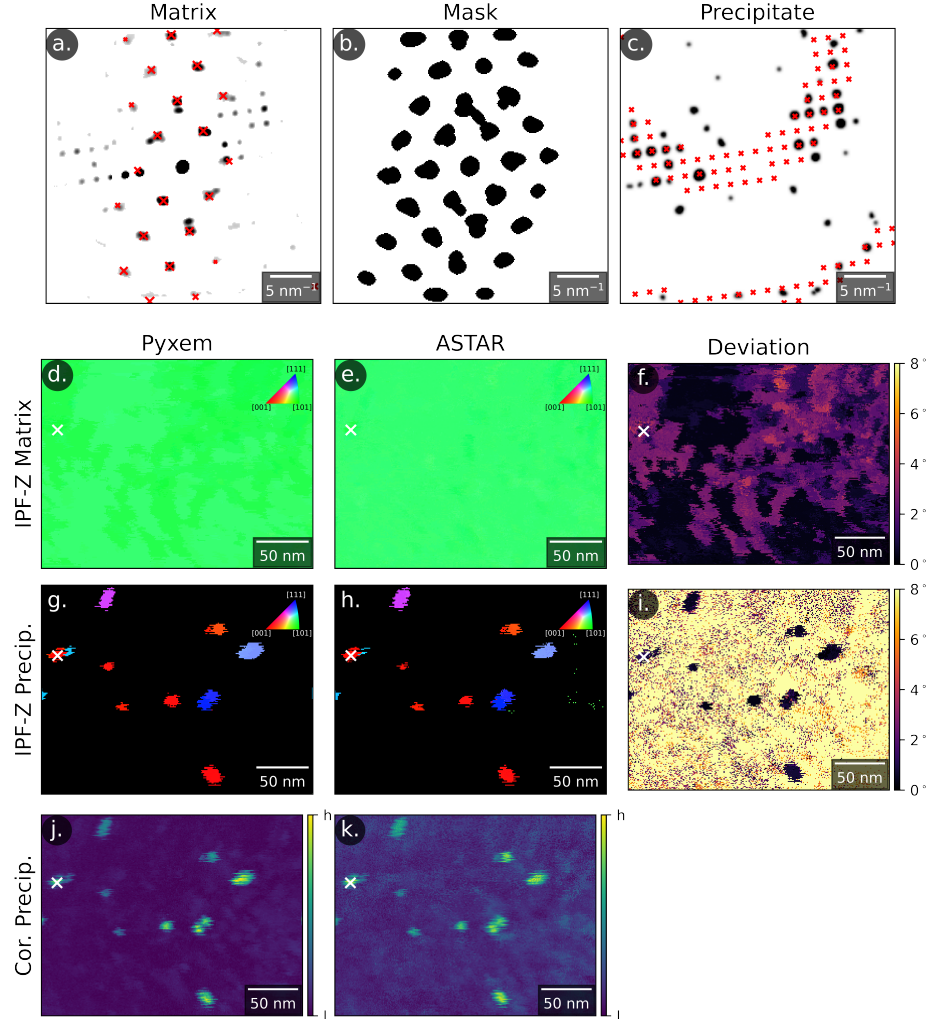 Matrix
Mask
Precipitate
a.
b.
c.
5 nm⁻¹
5 nm⁻¹
5 nm⁻¹
Pyxem
ASTAR
Deviation
IPF-Z Matrix
d.
[111]
[001]
[101]
50 nm
e.
[111]
[001]
[101]
50 nm
f.
50 nm
8°
6°
4°
2°
0°
IPF-Z Precip.
g.
[111]
[001]
[101]
50 nm
h.
[111]
[001]
[101]
50 nm
i.
50 nm
8°
6°
4°
2°
0°
Cor. Precip.
j.
50 nm
h
l
k.
50 nm
h
l